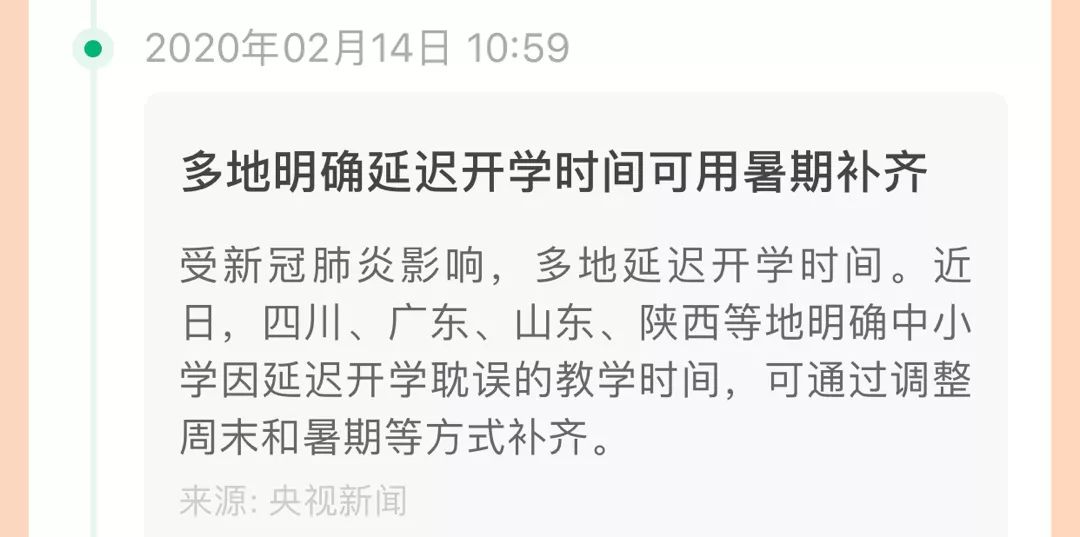 2020年02月14日 10:59
多地明确延迟开学时间可用暑期补齐
受新冠肺炎影响，多地延迟开学时间。近
日，四川、广东、山东、陕西等地明确中小
学因延迟开学耽误的教学时间，可通过调整
周末和暑期等方式补齐。
来源: 央视新闻